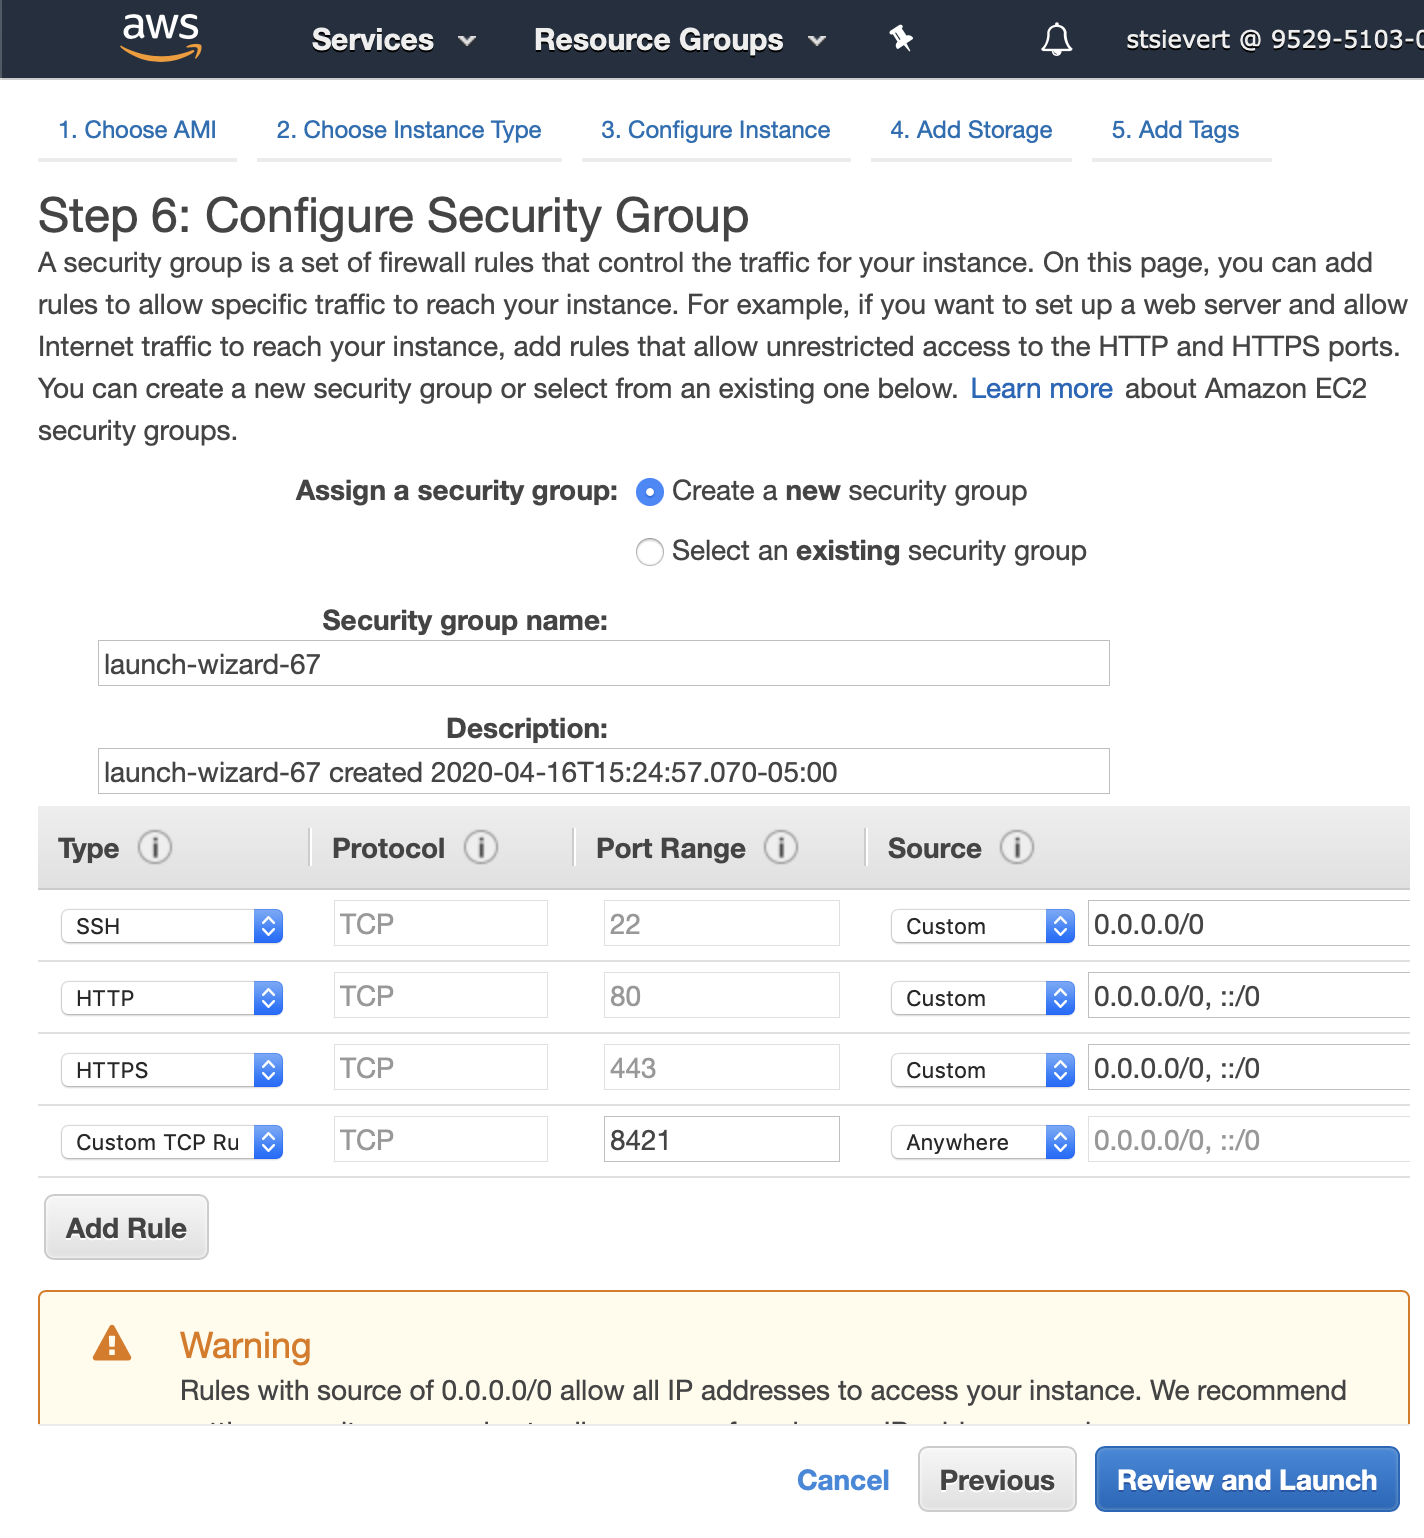 aws Services Resource Groups stsievert @ 9529-5103-
1. Choose AMI 2. Choose Instance Type 3. Configure Instance 4. Add Storage 5. Add Tags
Step 6: Configure Security Group
A security group is a set of firewall rules that control the traffic for your instance. On this page, you can add
rules to allow specific traffic to reach your instance. For example, if you want to set up a web server and allow
Internet traffic to reach your instance, add rules that allow unrestricted access to the HTTP and HTTPS ports.
You can create a new security group or select from an existing one below. Learn more about Amazon EC2
security groups.
Assign a security group: Create a new security group
Select an existing security group
Security group name:
launch-wizard-67
Description:
launch-wizard-67 created 2020-04-16T15:24:57.070-05:00
Type i Protocol i Port Range i Source i
SSH TCP 22 Custom 0.0.0.0/0
HTTP TCP 80 Custom 0.0.0.0/0, ::/0
HTTPS TCP 443 Custom 0.0.0.0/0, ::/0
Custom TCP Ru TCP 8421 Anywhere 0.0.0.0/0, ::/0
Add Rule
Warning
Rules with source of 0.0.0.0/0 allow all IP addresses to access your instance. We recommend
Cancel Previous Review and Launch